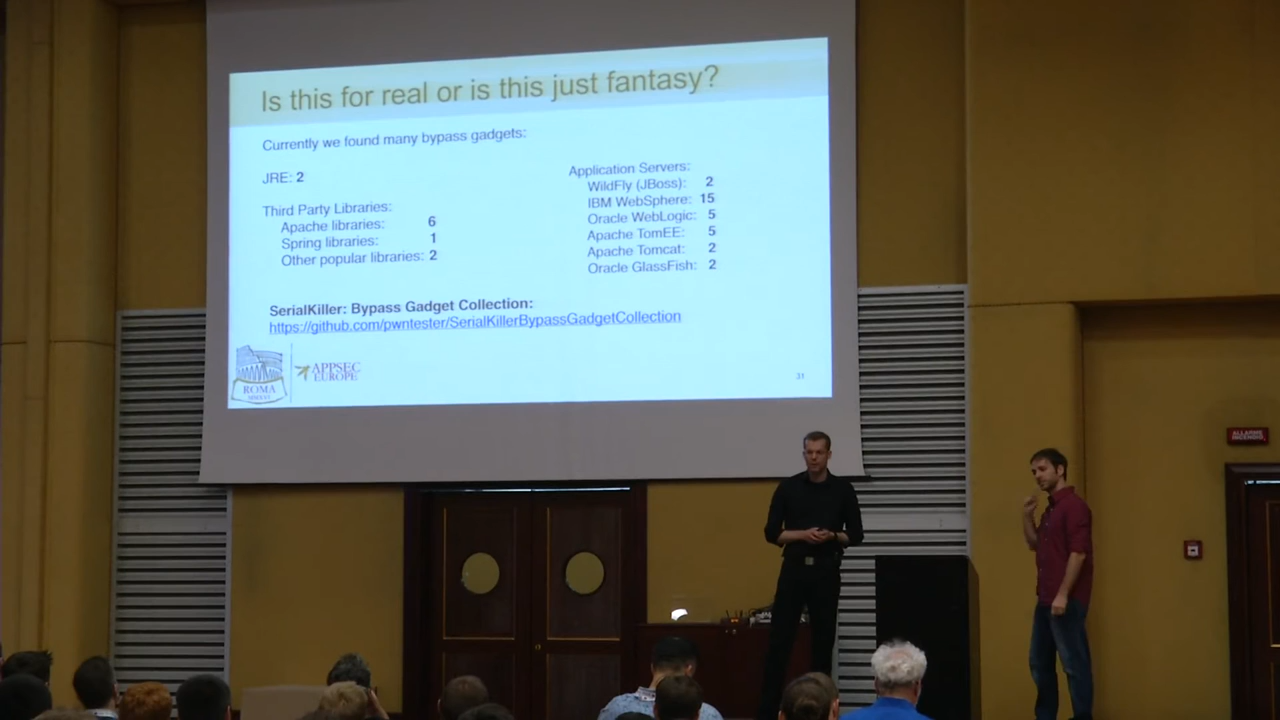 Is this for real or is this just fantasy?
Currently we found many bypass gadgets:
JRE: 2
Third Party Libraries:
Apache libraries: 6
Spring libraries: 1
Other popular libraries: 2
Application Servers:
WildFly (JBoss): 2
IBM WebSphere: 15
Oracle WebLogic: 5
Apache TomEE: 5
Apache Tomcat: 2
Oracle GlassFish: 2
SerialKiller: Bypass Gadget Collection:
https://github.com/pwntester/SerialKillerBypassGadgetCollection
ROMA
MMXVI
APPSEC
EUROPE
31
ALLARME
INCENDIO